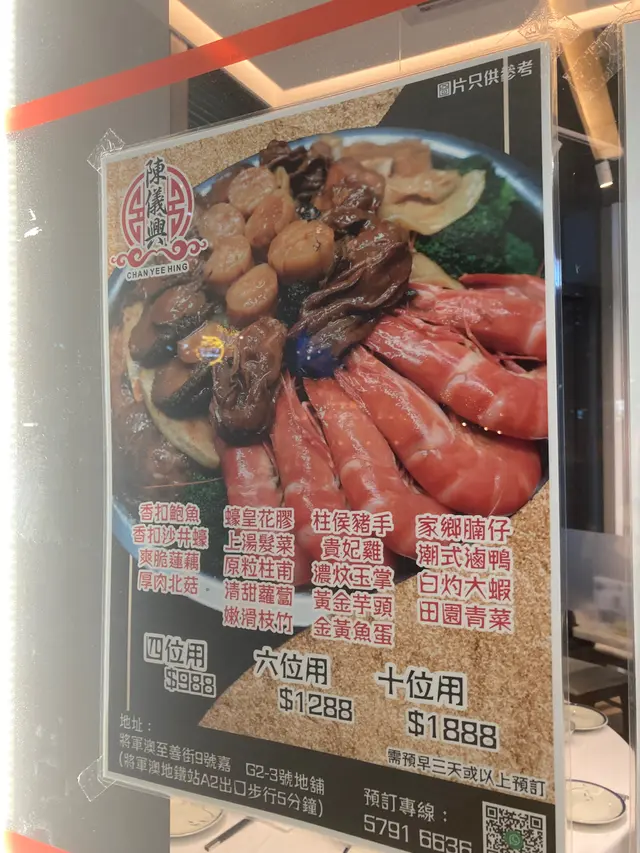 圖片只供參考
陳儀興
CHAN YEE HING
香扣鮑魚
香扣沙井蠔
爽脆蓮藕
厚肉北菇
蠔皇花膠
上湯髮菜
原粒柱甫
清甜蘿蔔
嫩滑枝竹
柱侯豬手
貴妃雞
濃炆玉掌
黃金芋頭
金黃魚蛋
家鄉腩仔
潮式滷鴨
白灼大蝦
田園青菜
四位用
$988
六位用
$1288
十位用
$1888
需預早三天或以上預訂
地址：
將軍澳至善街9號嘉 G2-3號地舖
(將軍澳地鐵站A2出口步行5分鐘)
預訂專線：
5791 6636